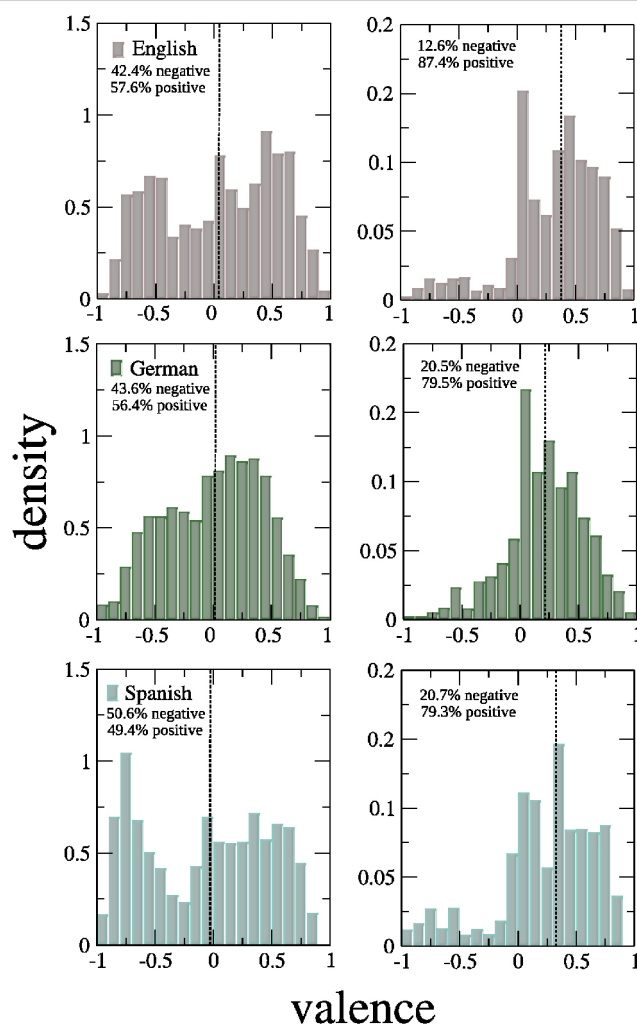 1.5
English
42.4% negative
57.6% positive
1
0.5
0
-1 -0.5 0 0.5 1
0.2
12.6% negative
87.4% positive
0.2
0.1
0.05
0
-1 -0.5 0 0.5 1
1.5
German
43.6% negative
56.4% positive
1
0.5
0
-1 -0.5 0 0.5 1
0.2
20.5% negative
79.5% positive
0.2
0.1
0.05
0
-1 -0.5 0 0.5 1
1.5
Spanish
50.6% negative
49.4% positive
1
0.5
0
-1 -0.5 0 0.5 1
0.2
20.7% negative
79.3% positive
0.2
0.1
0.05
0
-1 -0.5 0 0.5 1
density
valence